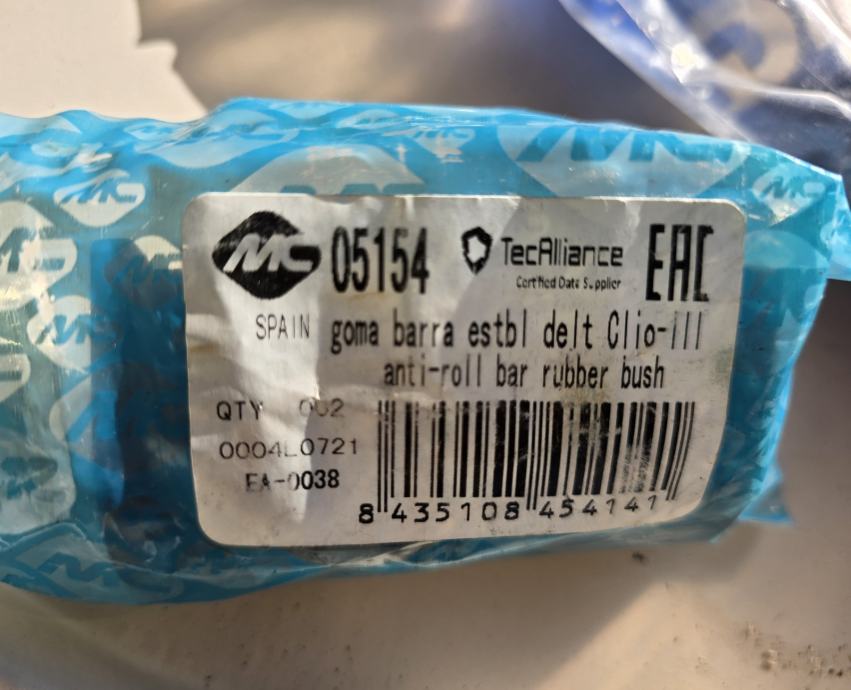 MC 05154 TecAlliance EAC
Certified Data Supplier
SPAIN goma barra estbl delt Clio-III
anti-roll bar rubber bush
QTY 002
0004L0721
EA-0038
8 435108 454141